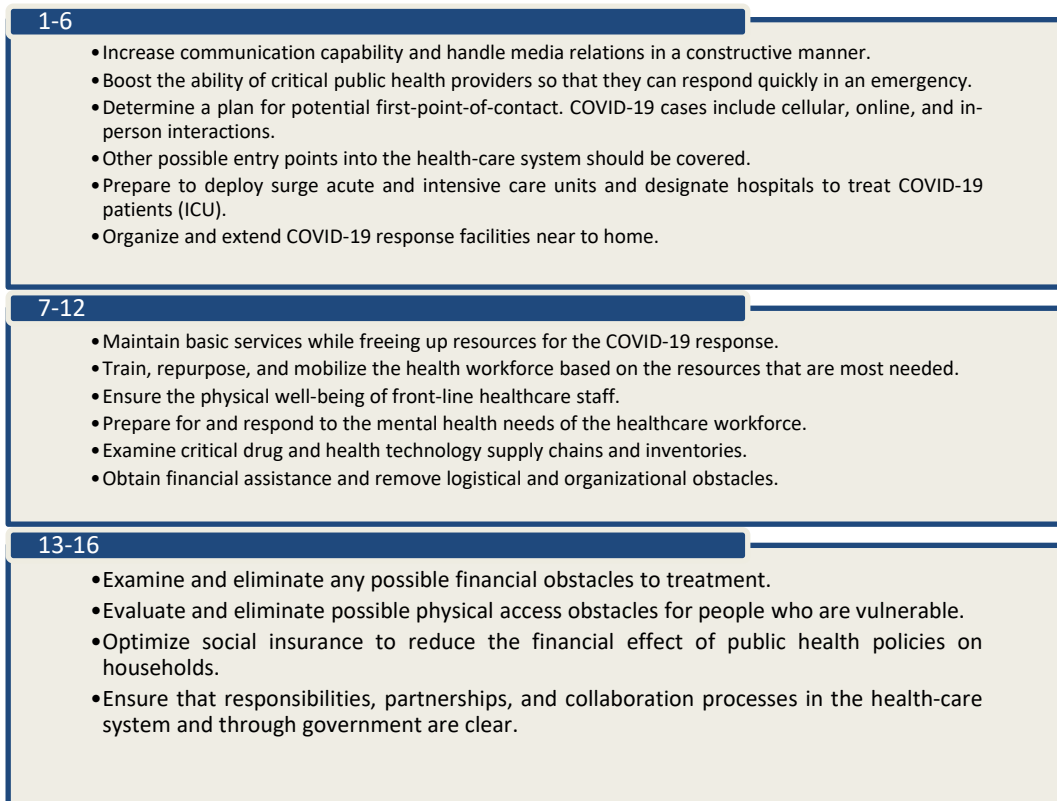 1-6
•Increase communication capability and handle media relations in a constructive manner.
•Boost the ability of critical public health providers so that they can respond quickly in an emergency.
•Determine a plan for potential first-point-of-contact. COVID-19 cases include cellular, online, and in-
person interactions.
•Other possible entry points into the health-care system should be covered.
•Prepare to deploy surge acute and intensive care units and designate hospitals to treat COVID-19
patients (ICU).
•Organize and extend COVID-19 response facilities near to home.
7-12
•Maintain basic services while freeing up resources for the COVID-19 response.
•Train, repurpose, and mobilize the health workforce based on the resources that are most needed.
•Ensure the physical well-being of front-line healthcare staff.
•Prepare for and respond to the mental health needs of the healthcare workforce.
•Examine critical drug and health technology supply chains and inventories.
•Obtain financial assistance and remove logistical and organizational obstacles.
13-16
•Examine and eliminate any possible financial obstacles to treatment.
•Evaluate and eliminate possible physical access obstacles for people who are vulnerable.
•Optimize social insurance to reduce the financial effect of public health policies on
households.
•Ensure that responsibilities, partnerships, and collaboration processes in the health-care
system and through government are clear.